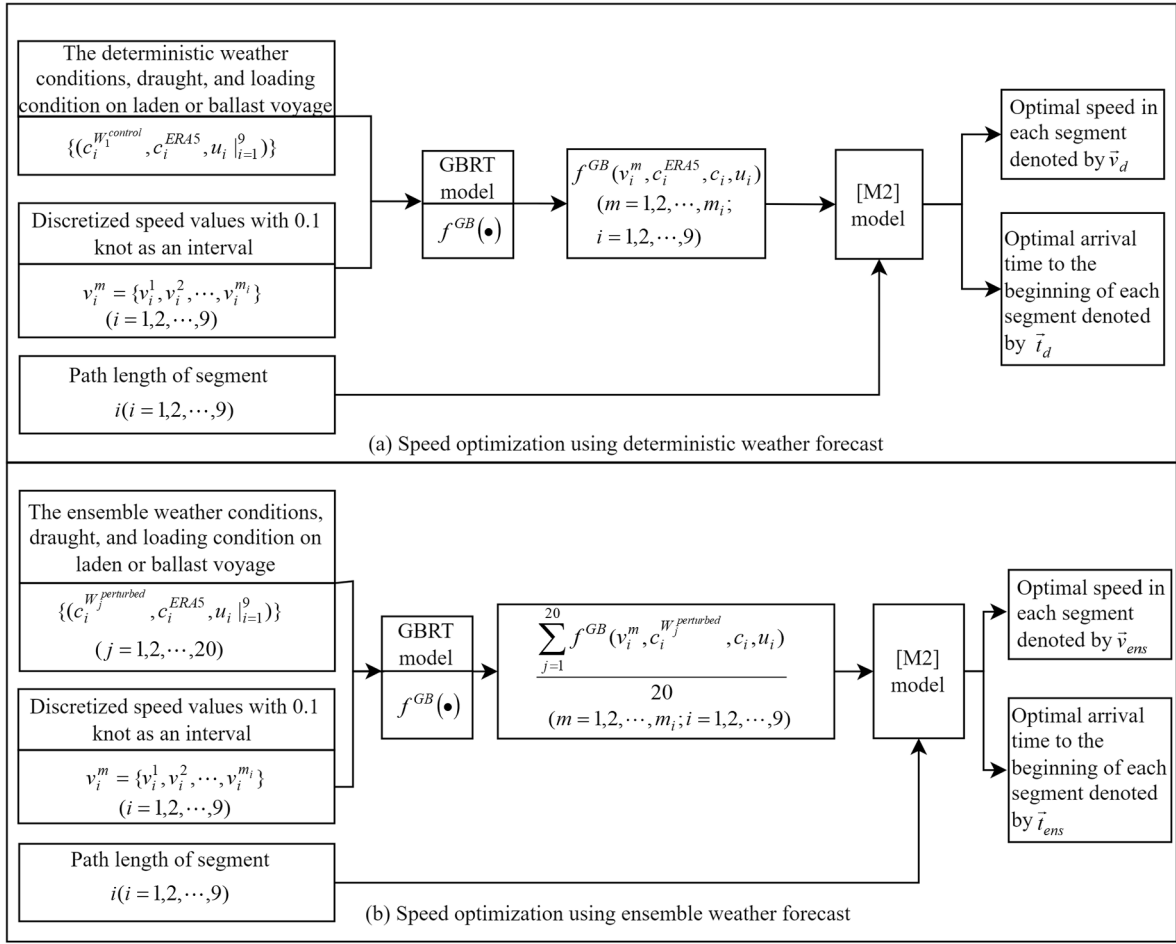 The deterministic weather
conditions, draught, and loading
condition on laden or ballast voyage
{(c_i^{W_1^{control}}, c_i^{ERA5}, u_i |_{i=1}^9)}
Discretized speed values with 0.1
knot as an interval
v_i^m = {v_i^1, v_i^2, ⋯, v_i^{m_i}}
(i = 1,2,⋯,9)
Path length of segment
i(i = 1,2,⋯,9)
GBRT
model
f^{GB}(•)
f^{GB}(v_i^m, c_i^{ERA5}, c_i, u_i)
(m = 1,2,⋯,m_i;
i = 1,2,⋯,9)
[M2]
model
Optimal speed in
each segment
denoted by \vec{v}_d
Optimal arrival
time to the
beginning of each
segment denoted
by \vec{t}_d
(a) Speed optimization using deterministic weather forecast
The ensemble weather conditions,
draught, and loading condition on
laden or ballast voyage
{(c_i^{W_j^{perturbed}}, c_i^{ERA5}, u_i |_{i=1}^9)}
(j = 1,2,⋯,20)
Discretized speed values with 0.1
knot as an interval
v_i^m = {v_i^1, v_i^2, ⋯, v_i^{m_i}}
(i = 1,2,⋯,9)
Path length of segment
i(i = 1,2,⋯,9)
GBRT
model
f^{GB}(•)
\sum_{j=1}^{20} f^{GB}(v_i^m, c_i^{W_j^{perturbed}}, c_i, u_i)
20
(m = 1,2,⋯,m_i; i = 1,2,⋯,9)
[M2]
model
Optimal speed in
each segment
denoted by \vec{v}_{ens}
Optimal arrival
time to the
beginning of each
segment denoted
by \vec{t}_{ens}
(b) Speed optimization using ensemble weather forecast